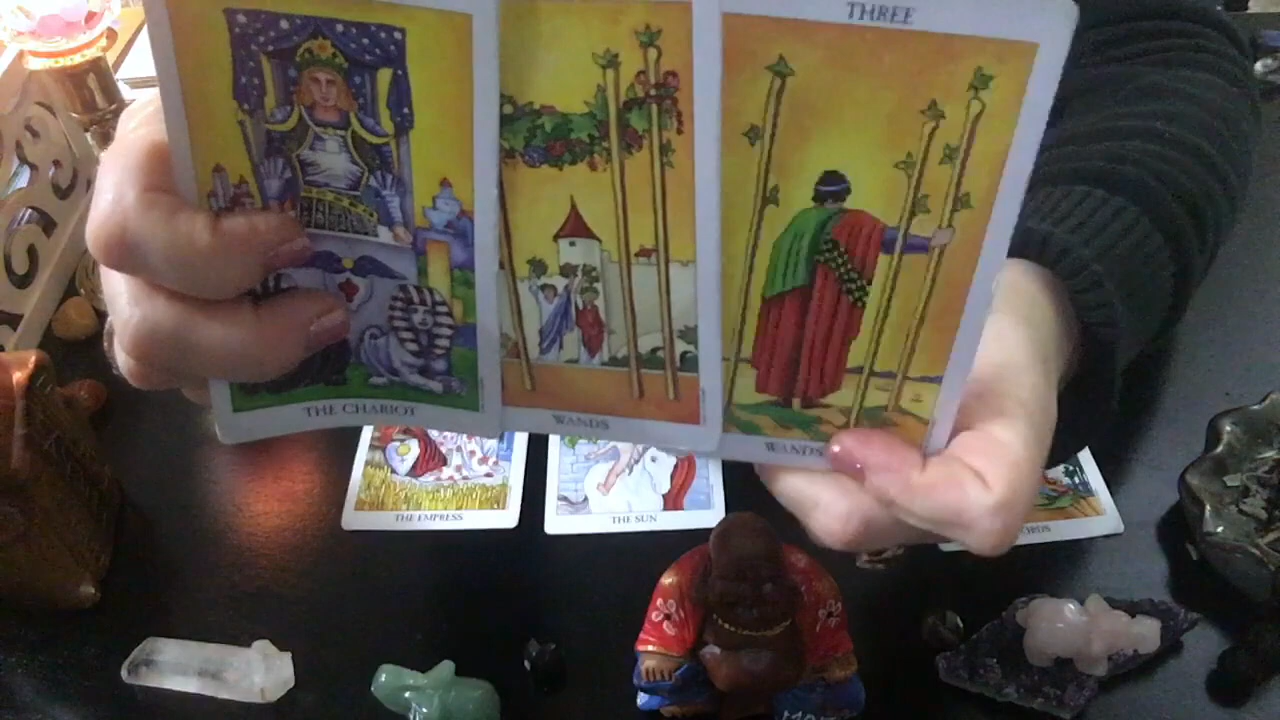 THREE
THE CHARIOT
WANDS
WANDS
THE EMPRESS
THE SUN